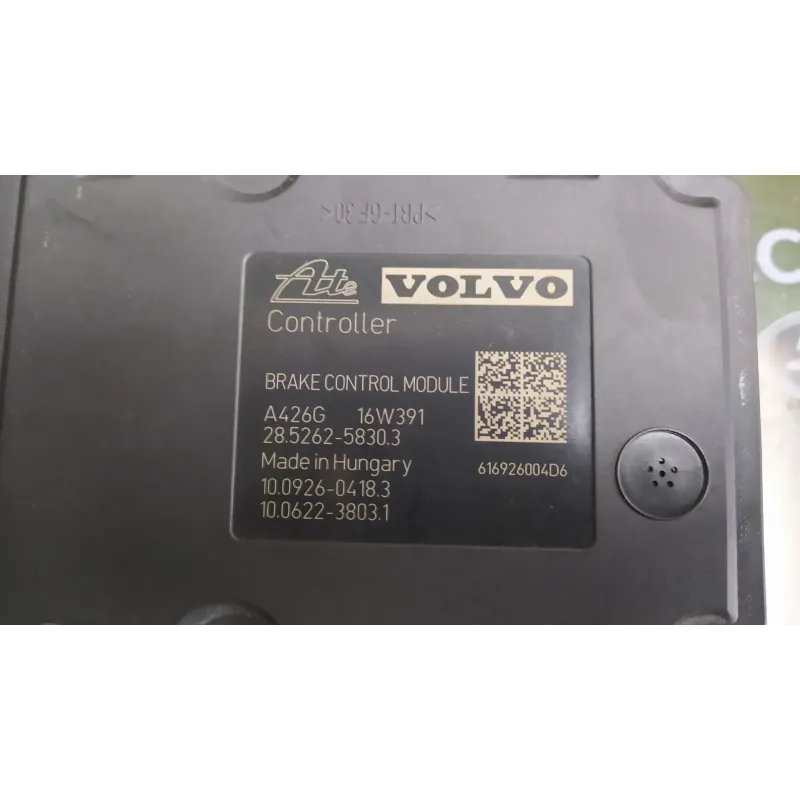 >PBT-GF30<
Ate VOLVO
Controller
BRAKE CONTROL MODULE
A426G 16W391
28.5262-5830.3
Made in Hungary 616926004D6
10.0926-0418.3
10.0622-3803.1
C